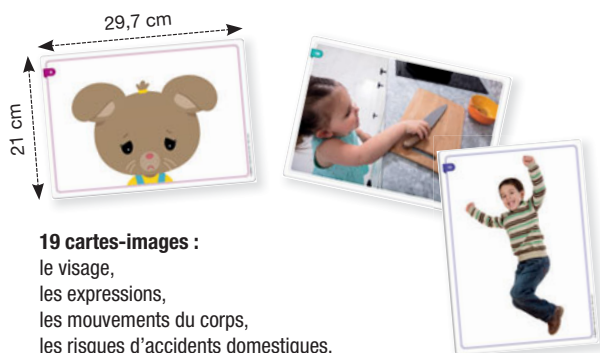 29,7 cm
21 cm
19 cartes-images :
le visage,
les expressions,
les mouvements du corps,
les risques d'accidents domestiques.